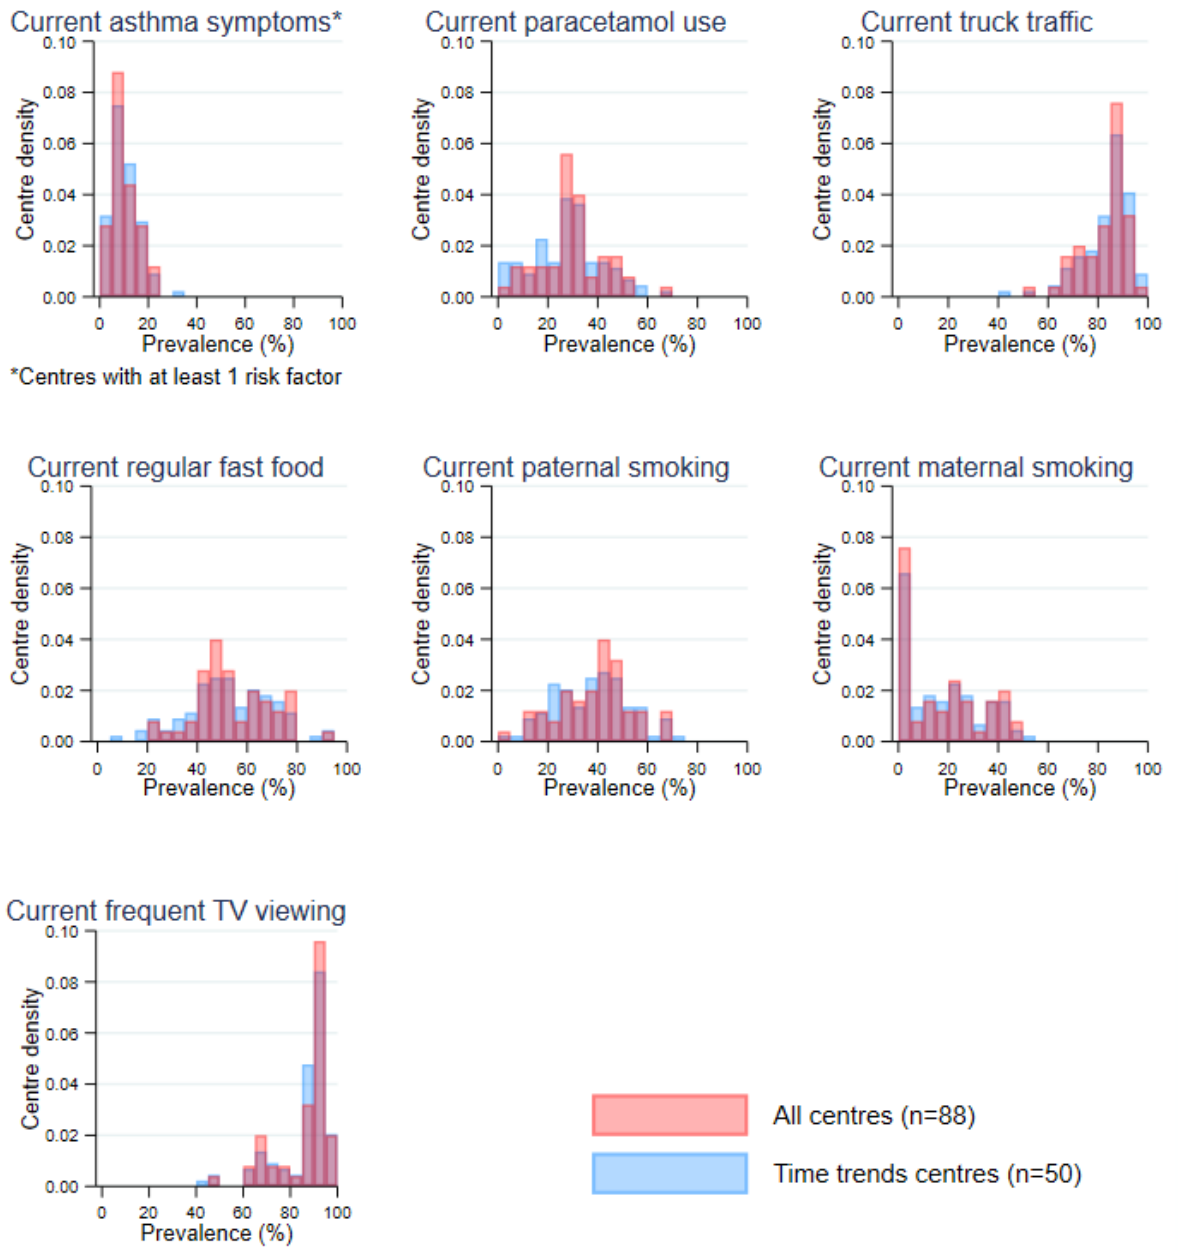 Current asthma symptoms*
0.10
0.08
0.06
0.04
0.02
0.00
Centre density
0 20 40 60 80 100
Prevalence (%)
*Centres with at least 1 risk factor
Current paracetamol use
0.10
0.08
0.06
0.04
0.02
0.00
Centre density
0 20 40 60 80 100
Prevalence (%)
Current truck traffic
0.10
0.08
0.06
0.04
0.02
0.00
Centre density
0 20 40 60 80 100
Prevalence (%)
Current regular fast food
0.10
0.08
0.06
0.04
0.02
0.00
Centre density
0 20 40 60 80 100
Prevalence (%)
Current paternal smoking
0.10
0.08
0.06
0.04
0.02
0.00
Centre density
0 20 40 60 80 100
Prevalence (%)
Current maternal smoking
0.10
0.08
0.06
0.04
0.02
0.00
Centre density
0 20 40 60 80 100
Prevalence (%)
Current frequent TV viewing
0.10
0.08
0.06
0.04
0.02
0.00
Centre density
0 20 40 60 80 100
Prevalence (%)
All centres (n=88)
Time trends centres (n=50)